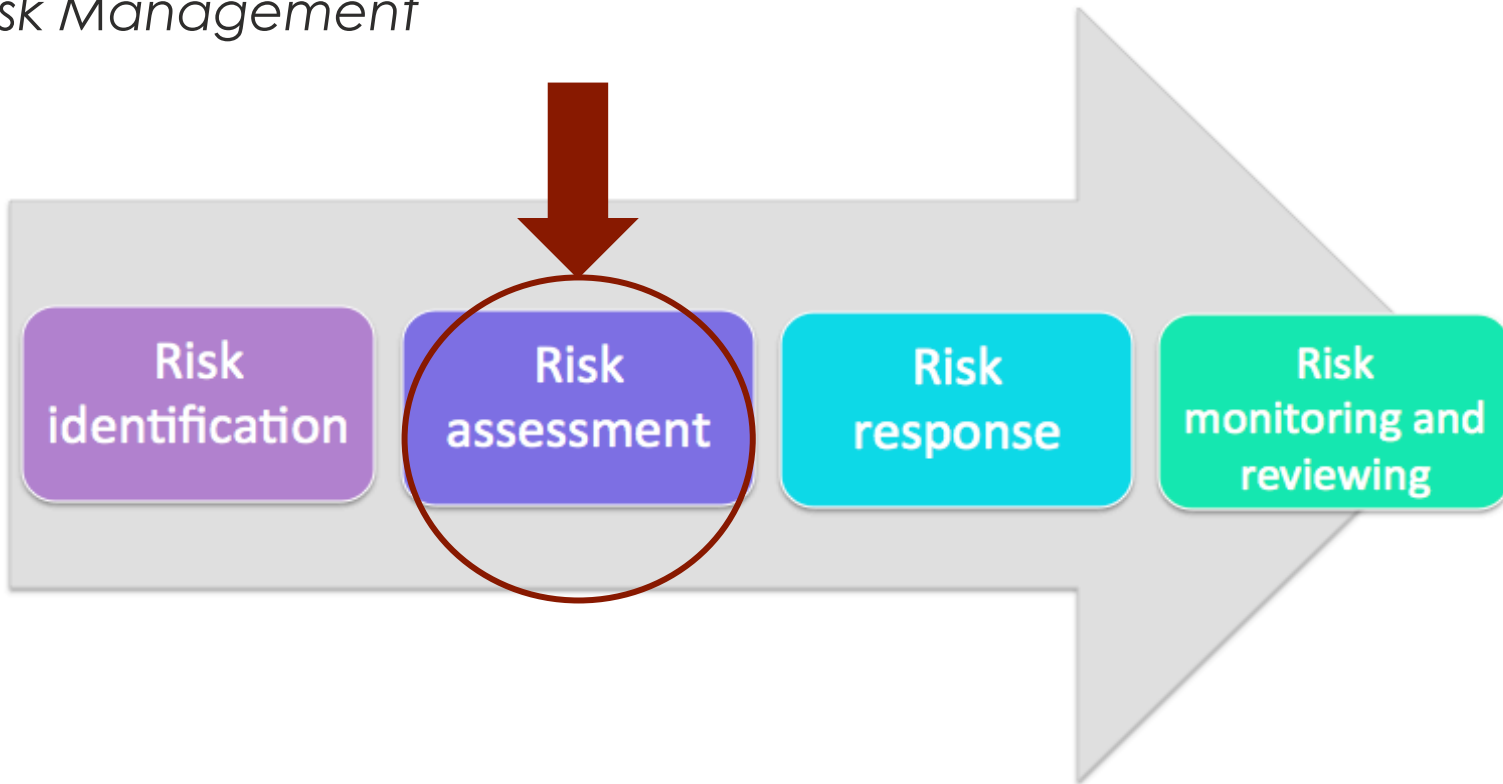 sk Management
Risk
identification
Risk
assessment
Risk
response
Risk
monitoring and
reviewing